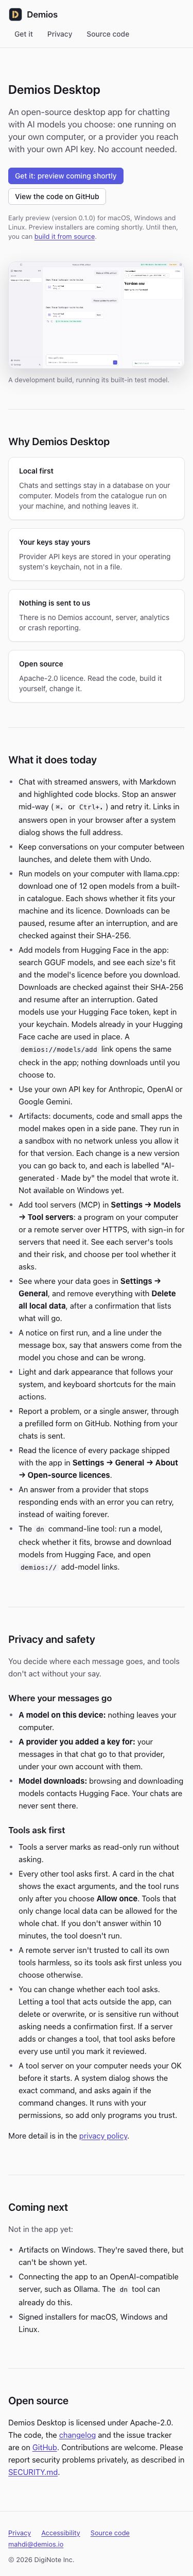 Demios
Get it Privacy Source code
Demios Desktop
An open-source desktop app for chatting
with AI models you choose: one running on
your own computer, or a provider you reach
with your own API key. No account needed.
Get it: preview coming shortly
View the code on GitHub
Early preview (version 0.1.0) for macOS, Windows and
Linux. Preview installers are coming shortly. Until then,
you can build it from source.
A development build, running its built-in test model.
Why Demios Desktop
Local first
Chats and settings stay in a database on your
computer. Models from the catalogue run on
your machine, and nothing leaves it.
Your keys stay yours
Provider API keys are stored in your operating
system's keychain, not in a file.
Nothing is sent to us
There is no Demios account, server, analytics
or crash reporting.
Open source
Apache-2.0 licence. Read the code, build it
yourself, change it.
What it does today
• Chat with streamed answers, with Markdown
and highlighted code blocks. Stop an answer
mid-way ( ⌘. or Ctrl+. ) and retry it. Links in
answers open in your browser after a system
dialog shows the full address.
• Keep conversations on your computer between
launches, and delete them with Undo.
• Run models on your computer with llama.cpp:
download one of 12 open models from a built-
in catalogue. Each shows whether it fits your
machine and its licence. Downloads can be
paused, resume after an interruption, and are
checked against their SHA-256.
• Add models from Hugging Face in the app:
search GGUF models, and see each size's fit
and the model's licence before you download.
Downloads are checked against their SHA-256
and resume after an interruption. Gated
models use your Hugging Face token, kept in
your keychain. Models already in your Hugging
Face cache are used in place. A
demios://models/add link opens the same
check in the app; nothing downloads until you
choose to.
• Use your own API key for Anthropic, OpenAI or
Google Gemini.
• Artifacts: documents, code and small apps the
model makes open in a side pane. They run in
a sandbox with no network unless you allow it
for that version. Each change is a new version
you can go back to, and each is labelled "AI-
generated · Made by" the model that wrote it.
Not available on Windows yet.
• Add tool servers (MCP) in Settings → Models
→ Tool servers: a program on your computer
or a remote server over HTTPS, with sign-in for
servers that need it. See each server's tools
and their risk, and choose per tool whether it
asks.
• See where your data goes in Settings →
General, and remove everything with Delete
all local data, after a confirmation that lists
what will go.
• A notice on first run, and a line under the
message box, say that answers come from the
model you chose and can be wrong.
• Light and dark appearance that follows your
system, and keyboard shortcuts for the main
actions.
• Report a problem, or a single answer, through
a prefilled form on GitHub. Nothing from your
chats is sent.
• Read the licence of every package shipped
with the app in Settings → General → About
→ Open-source licences.
• An answer from a provider that stops
responding ends with an error you can retry,
instead of waiting forever.
• The dn command-line tool: run a model,
check whether it fits, browse and download
models from Hugging Face, and open
demios:// add-model links.
Privacy and safety
You decide where each message goes, and tools
don't act without your say.
Where your messages go
• A model on this device: nothing leaves your
computer.
• A provider you added a key for: your
messages in that chat go to that provider,
under your own account with them.
• Model downloads: browsing and downloading
models contacts Hugging Face. Your chats are
never sent there.
Tools ask first
• Tools a server marks as read-only run without
asking.
• Every other tool asks first. A card in the chat
shows the exact arguments, and the tool runs
only after you choose Allow once. Tools that
only change local data can be allowed for the
whole chat. If you don't answer within 10
minutes, the tool doesn't run.
• A remote server isn't trusted to call its own
tools harmless, so its tools ask first unless you
choose otherwise.
• You can change whether each tool asks.
Letting a tool that acts outside the app, can
delete or overwrite, or is sensitive run without
asking needs a confirmation first. If a server
adds or changes a tool, that tool asks before
every use until you mark it reviewed.
• A tool server on your computer needs your OK
before it starts. A system dialog shows the
exact command, and asks again if the
command changes. It runs with your
permissions, so add only programs you trust.
More detail is in the privacy policy.
Coming next
Not in the app yet:
• Artifacts on Windows. They're saved there, but
can't be shown yet.
• Connecting the app to an OpenAI-compatible
server, such as Ollama. The dn tool can
already do this.
• Signed installers for macOS, Windows and
Linux.
Open source
Demios Desktop is licensed under Apache-2.0.
The code, the changelog and the issue tracker
are on GitHub. Contributions are welcome. Please
report security problems privately, as described in
SECURITY.md.
Privacy Accessibility Source code
mahdi@demios.io
© 2026 DigiNote Inc.